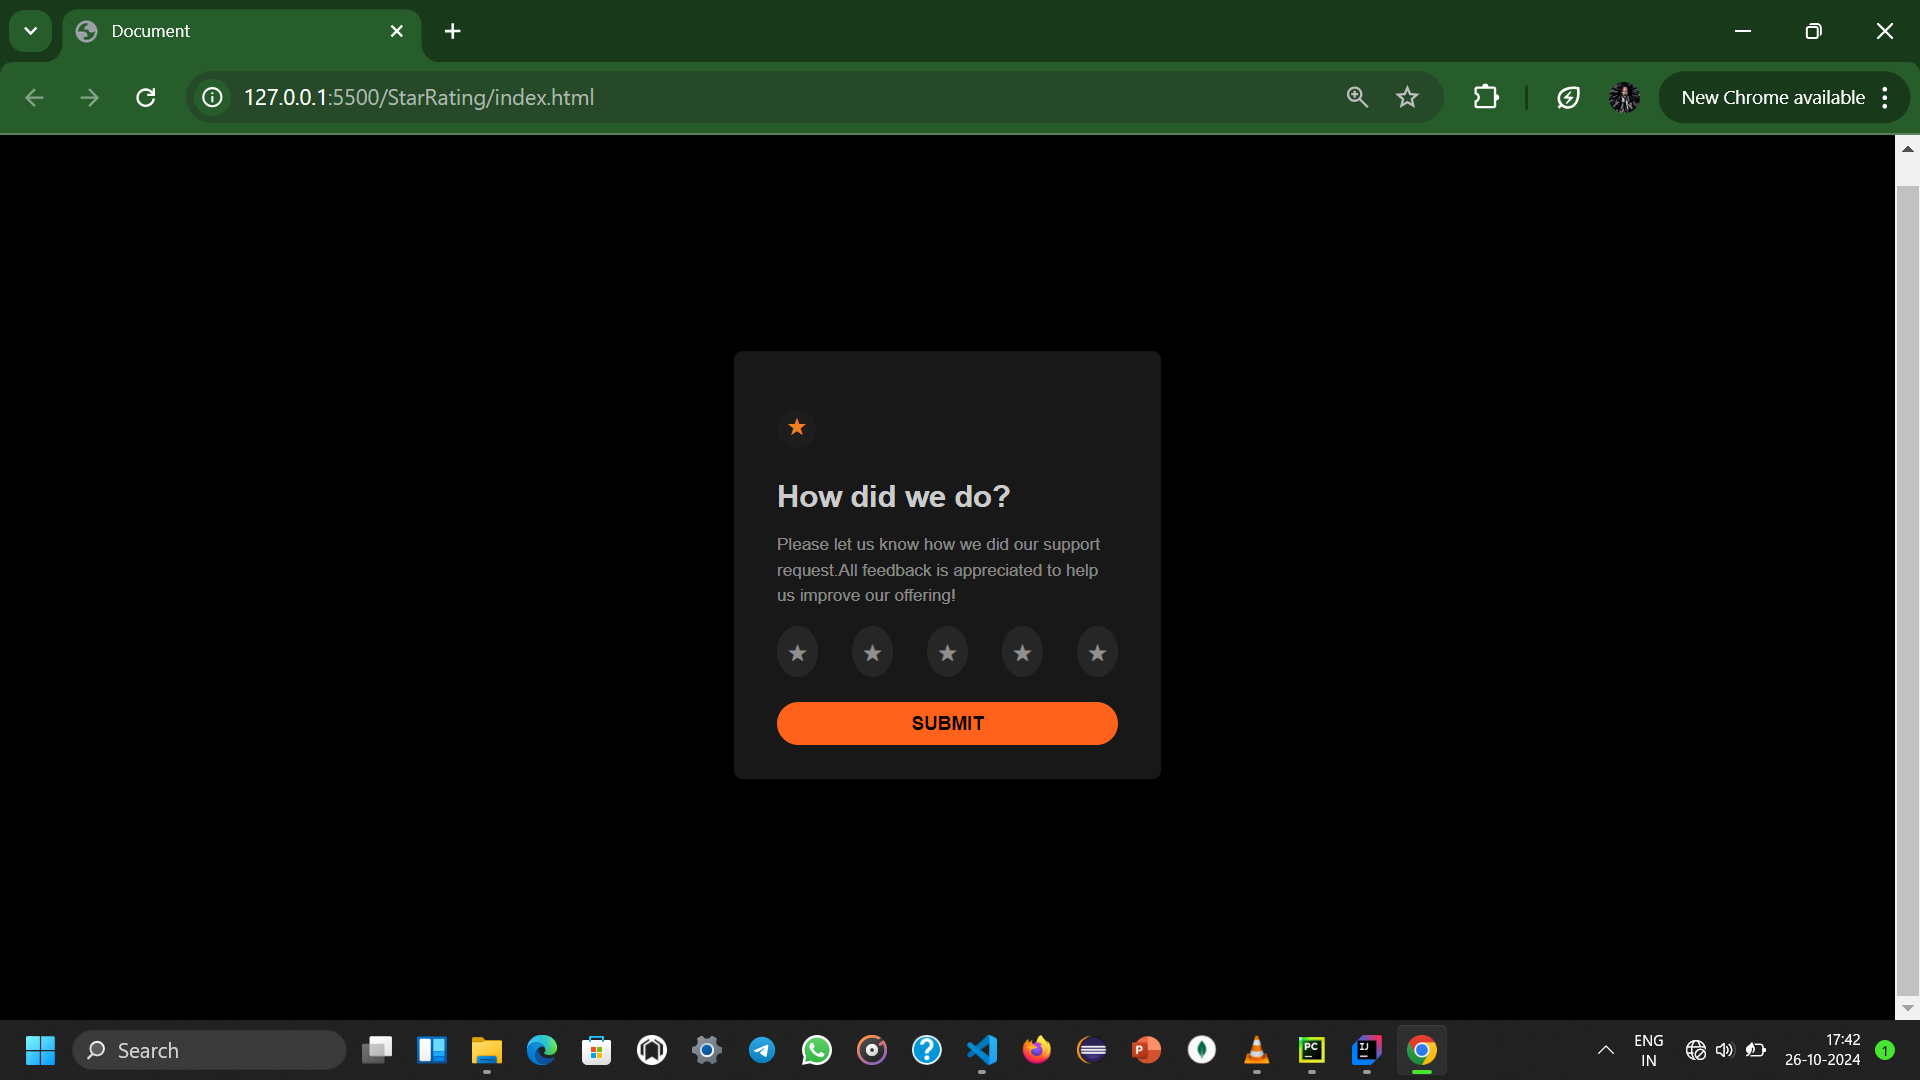 Document
127.0.0.1:5500/StarRating/index.html
New Chrome available
How did we do?
Please let us know how we did our support
request.All feedback is appreciated to help
us improve our offering!
SUBMIT
Search
P
PC
IJ
ENG
IN
17:42
26-10-2024
1